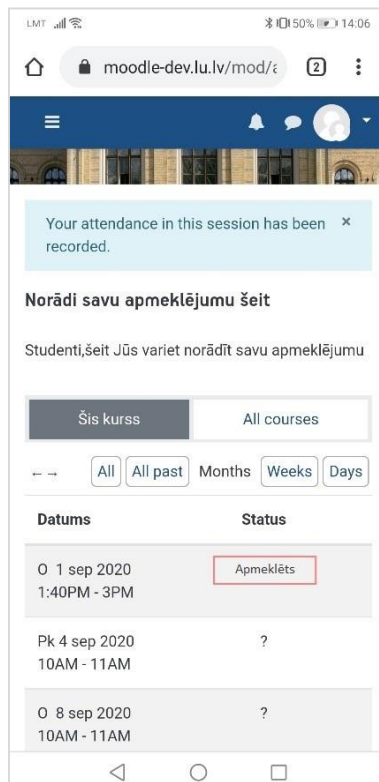 LMT 50% 14:06
moodle-dev.lu.lv/mod/a 2
Your attendance in this session has been ×
recorded.
Norādi savu apmeklējumu šeit
Studenti,šeit Jūs variet norādīt savu apmeklējumu
Šis kurss All courses
←→ All All past Months Weeks Days
Datums Status
O 1 sep 2020 Apmeklēts
1:40PM - 3PM
Pk 4 sep 2020 ?
10AM - 11AM
O 8 sep 2020 ?
10AM - 11AM